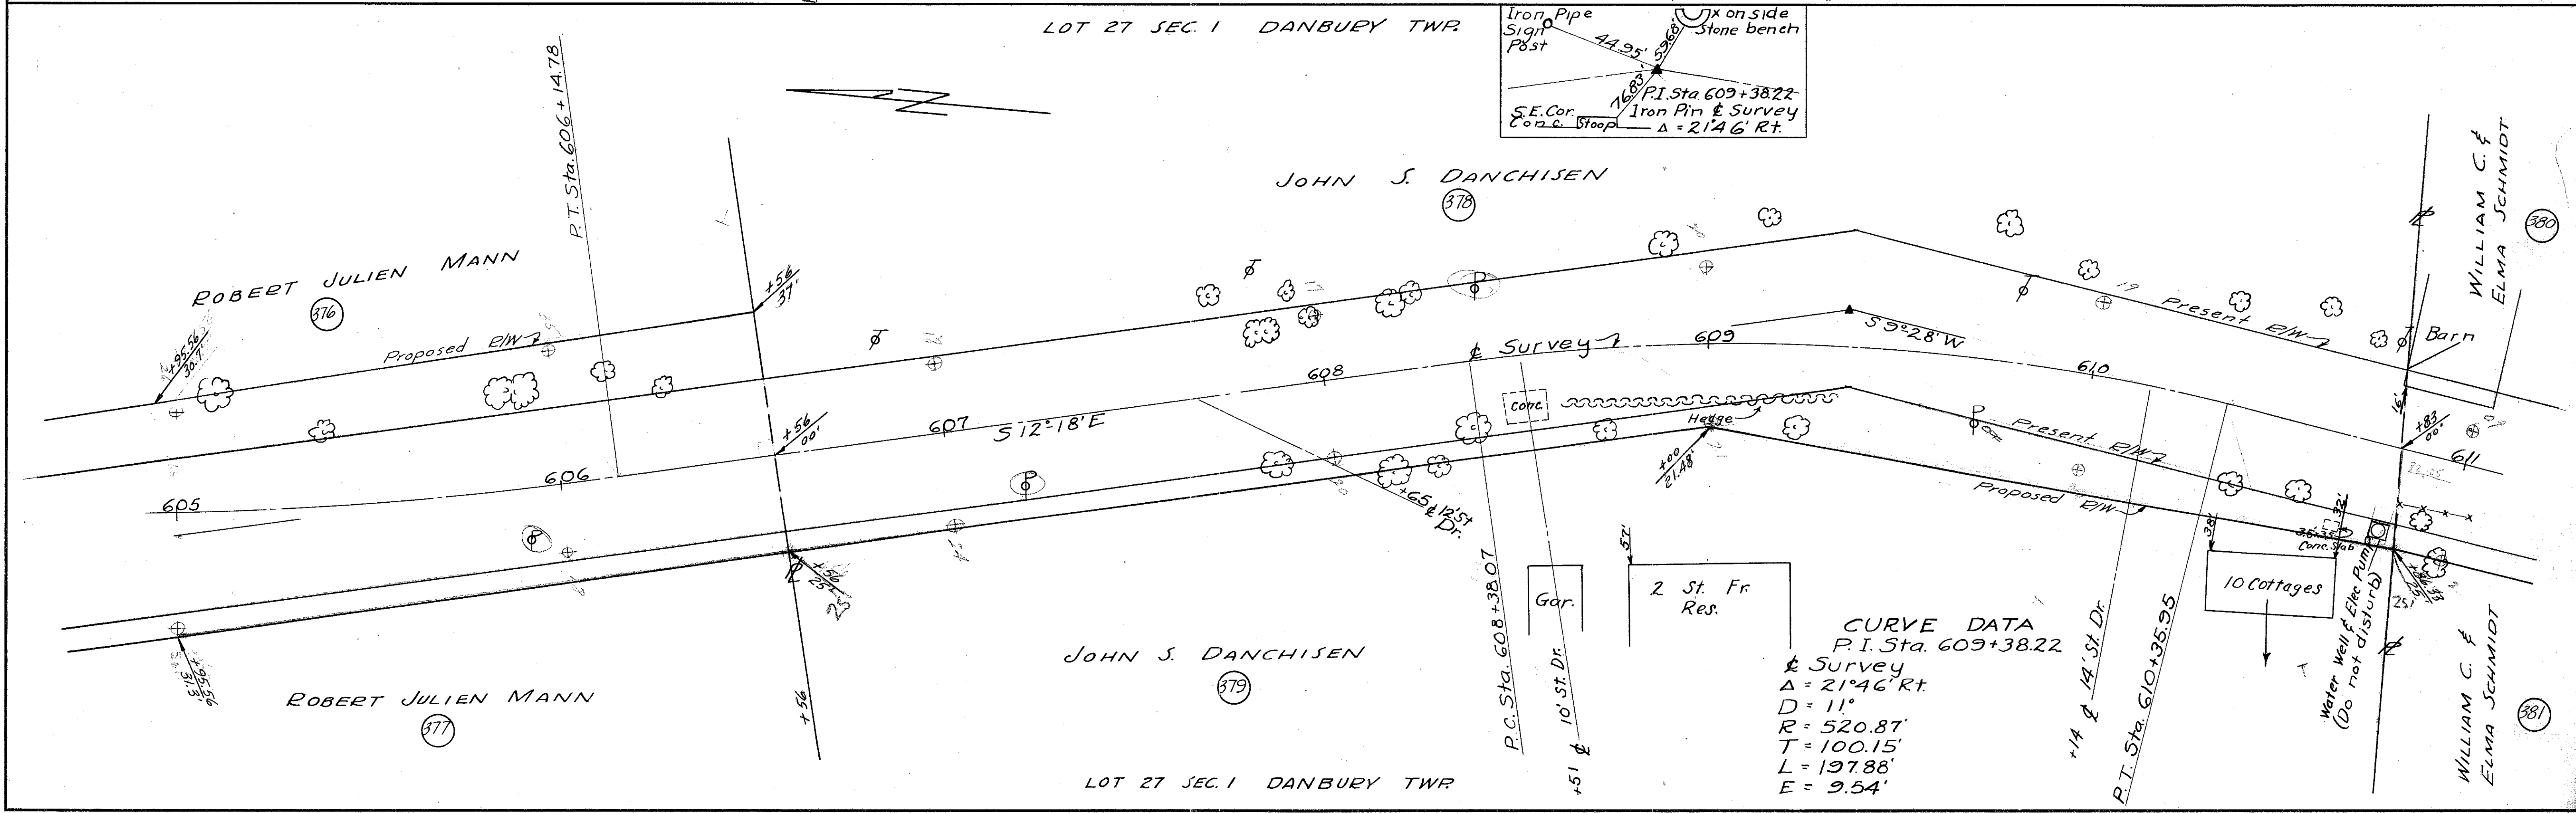 LOT 27 SEC. 1 DANBURY TWP.
Iron Pipe
Sign
Post
X on side
Stone bench
44.95'
59.68'
76.83'
P.I. Sta. 609+38.22
Iron Pin ℄ Survey
Δ = 21°46' Rt.
S.E. Cor.
Conc. Stoop
P.T. Sta. 606+14.78
JOHN S. DANCHISEN
378
WILLIAM C. &
ELMA SCHMIDT
380
ROBERT JULIEN MANN
376
+95.56
30.7'
Proposed R/W
+56
37'
T
T
T
T
P
Present R/W
Barn
S 9°28' W
℄ Survey
605
606
607
608
609
610
611
S 12°18' E
+56
00'
16'
+83
00'
Conc.
Hedge
+00
21.48'
P
P
P
Present R/W
Proposed R/W
+65 ℄ 12' St.
Dr.
+56
25'
25'
+56
+95.56
31.3'
ROBERT JULIEN MANN
377
JOHN S. DANCHISEN
379
P.C. Sta. 608+38.07
+51 ℄ 10' St. Dr.
Gar.
57'
2 St. Fr.
Res.
CURVE DATA
P.I. Sta. 609+38.22
℄ Survey
Δ = 21°46' Rt.
D = 11°
R = 520.87'
T = 100.15'
L = 197.88'
E = 9.54'
+14 ℄ 14' St. Dr.
P.T. Sta. 610+35.95
38'
32'
10 Cottages
Conc. Slab
Water Well & Elec Pump
(Do not disturb)
25'
WILLIAM C. &
ELMA SCHMIDT
381
LOT 27 SEC. 1 DANBURY TWP.